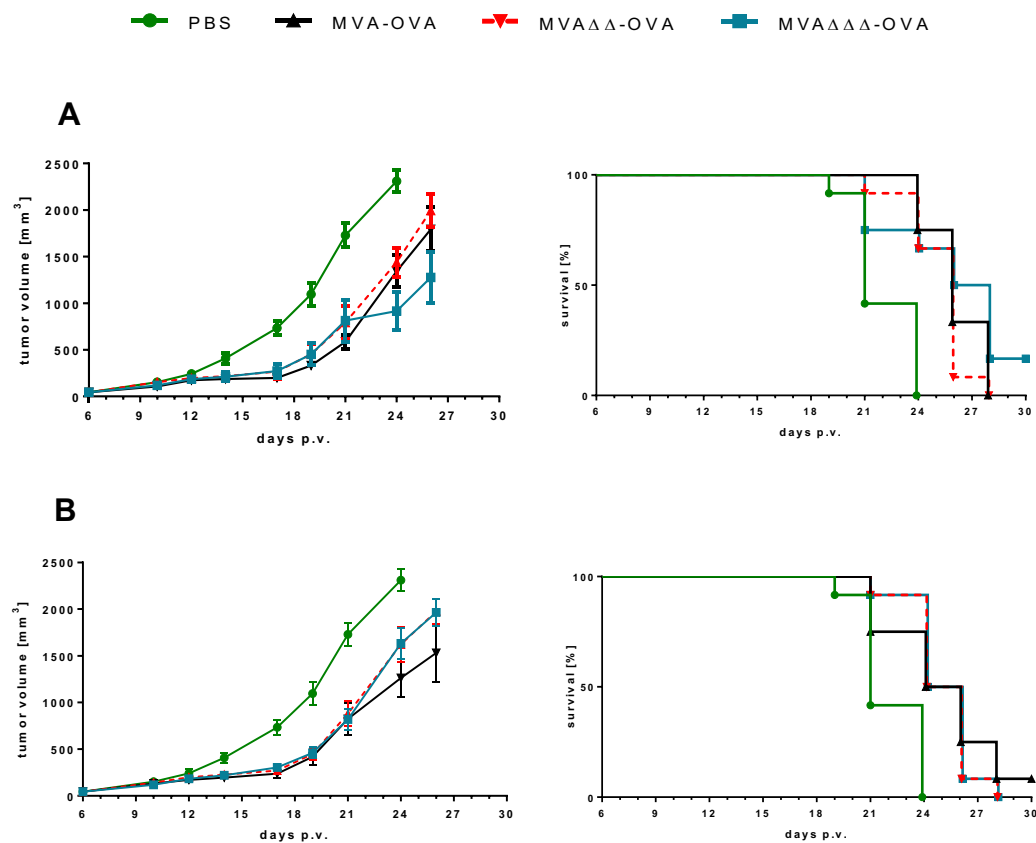 PBS MVA-OVA MVAΔΔ-OVA MVAΔΔΔ-OVA
A
tumor volume [mm³]
2500
2000
1500
1000
500
0
6 9 12 15 18 21 24 27 30
days p.v.
survival [%]
100
50
0
6 9 12 15 18 21 24 27 30
days p.v.
B
tumor volume [mm³]
2500
2000
1500
1000
500
0
6 9 12 15 18 21 24 27 30
days p.v.
survival [%]
100
50
0
6 9 12 15 18 21 24 27 30
days p.v.